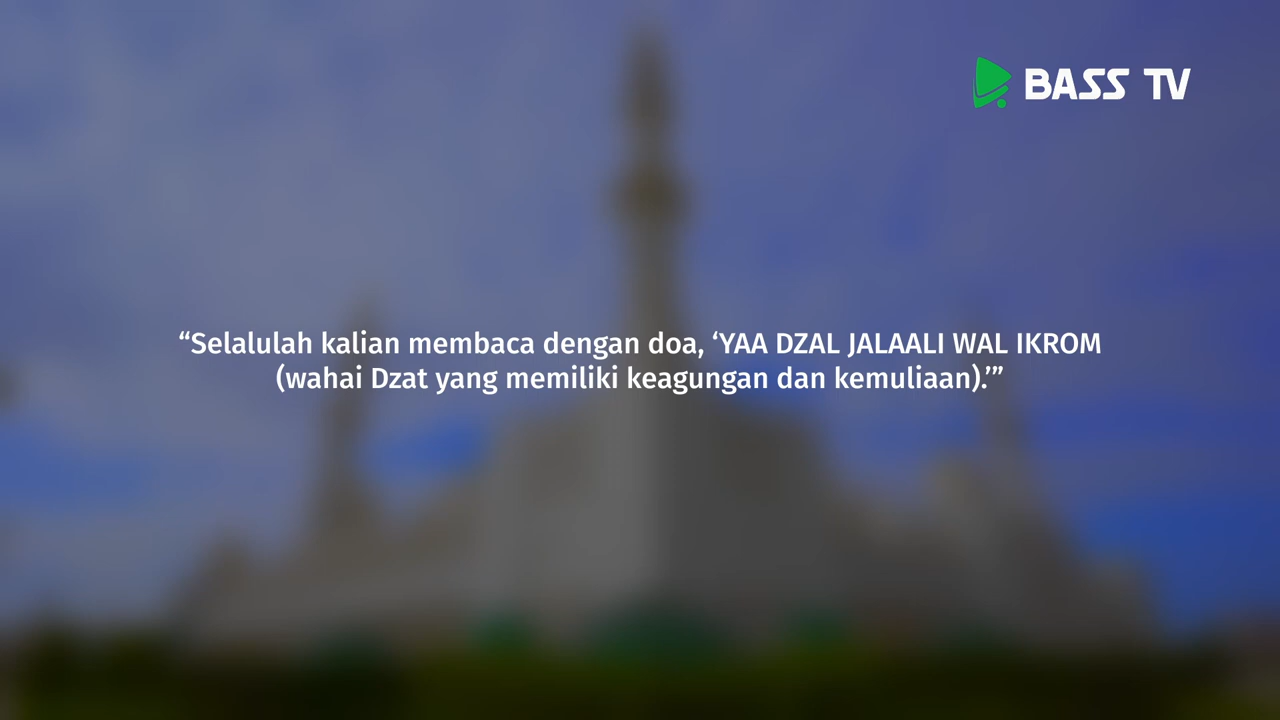 BASS TV
“Selalulah kalian membaca dengan doa, ‘YAA DZAL JALAALI WAL IKROM
(wahai Dzat yang memiliki keagungan dan kemuliaan).’”